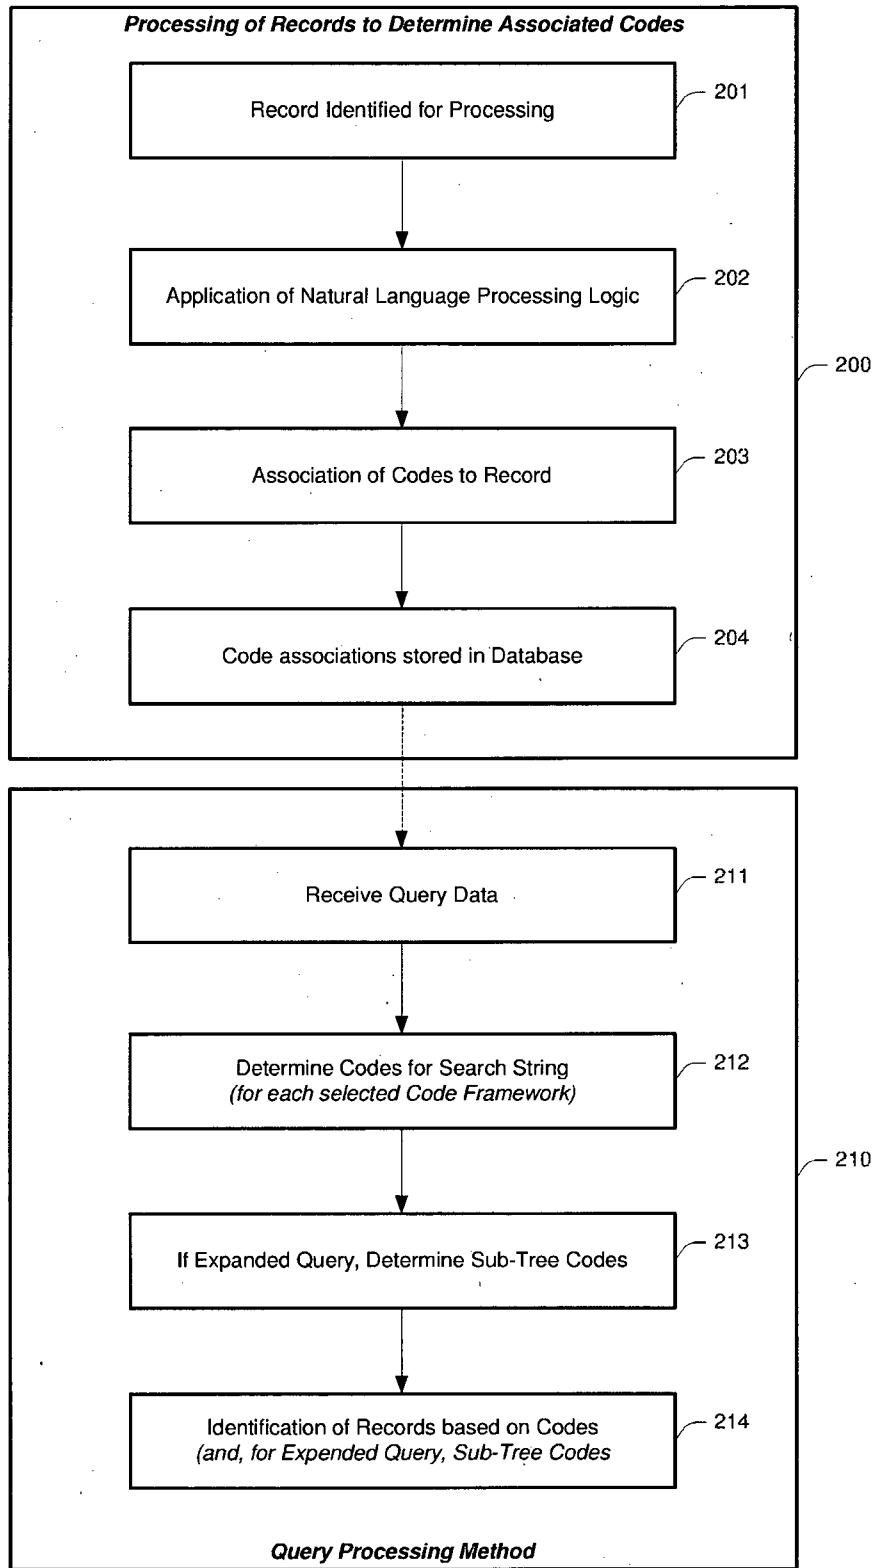 Processing of Records to Determine Associated Codes
Record Identified for Processing
201
Application of Natural Language Processing Logic
202
200
Association of Codes to Record
203
Code associations stored in Database
204
Receive Query Data
211
Determine Codes for Search String
(for each selected Code Framework)
212
210
If Expanded Query, Determine Sub-Tree Codes
213
Identification of Records based on Codes
(and, for Expended Query, Sub-Tree Codes
214
Query Processing Method